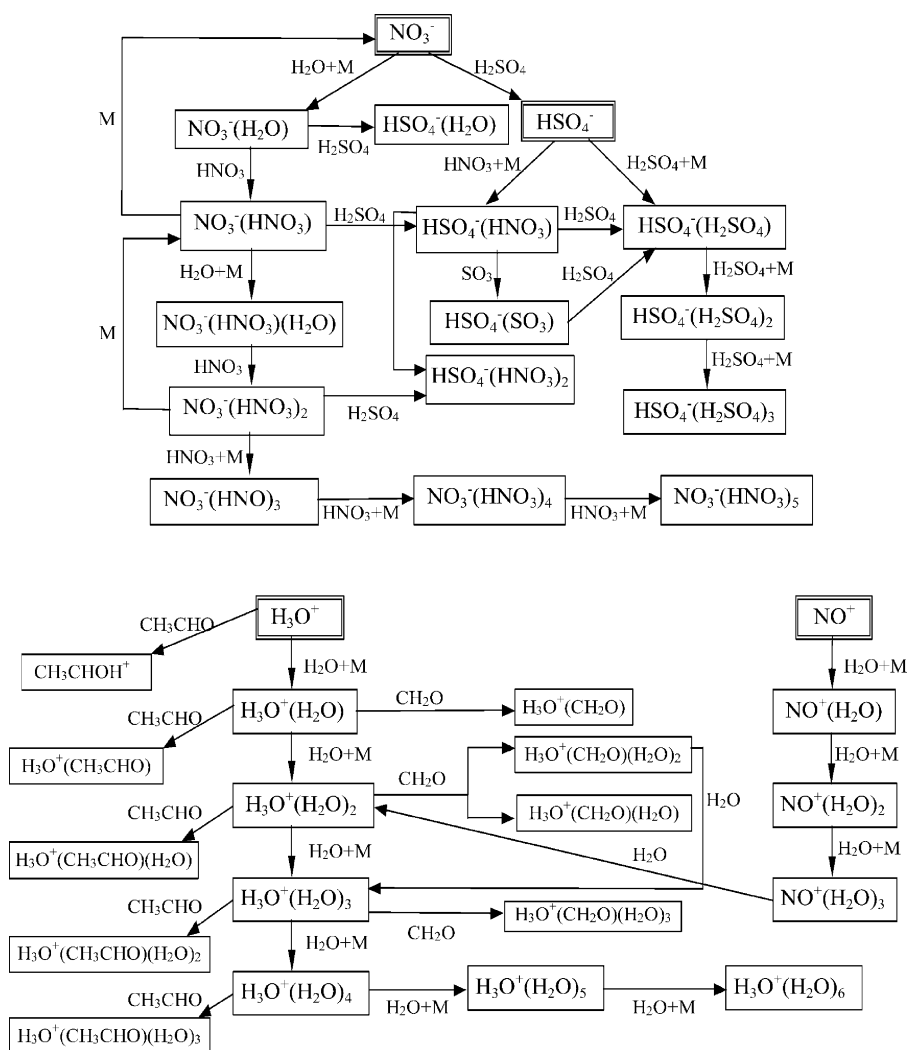 NO₃⁻
H₂O+M
H₂SO₄
M
NO₃⁻(H₂O)
HSO₄⁻(H₂O)
HSO₄⁻
H₂SO₄
HNO₃
HNO₃+M
H₂SO₄+M
NO₃⁻(HNO₃)
H₂SO₄
HSO₄⁻(HNO₃)
H₂SO₄
HSO₄⁻(H₂SO₄)
H₂O+M
SO₃
H₂SO₄
H₂SO₄+M
M
NO₃⁻(HNO₃)(H₂O)
HSO₄⁻(SO₃)
HSO₄⁻(H₂SO₄)₂
HNO₃
HSO₄⁻(HNO₃)₂
H₂SO₄+M
NO₃⁻(HNO₃)₂
H₂SO₄
HSO₄⁻(H₂SO₄)₃
HNO₃+M
NO₃⁻(HNO)₃
HNO₃+M
NO₃⁻(HNO₃)₄
HNO₃+M
NO₃⁻(HNO₃)₅
H₃O⁺
NO⁺
CH₃CHO
CH₃CHOH⁺
H₂O+M
H₂O+M
CH₃CHO
H₃O⁺(H₂O)
CH₂O
H₃O⁺(CH₂O)
NO⁺(H₂O)
H₃O⁺(CH₃CHO)
H₂O+M
H₃O⁺(CH₂O)(H₂O)₂
H₂O+M
CH₃CHO
H₃O⁺(H₂O)₂
CH₂O
H₃O⁺(CH₂O)(H₂O)
H₂O
NO⁺(H₂O)₂
H₃O⁺(CH₃CHO)(H₂O)
H₂O+M
H₂O
H₂O+M
CH₃CHO
H₃O⁺(H₂O)₃
CH₂O
H₃O⁺(CH₂O)(H₂O)₃
NO⁺(H₂O)₃
H₃O⁺(CH₃CHO)(H₂O)₂
H₂O+M
CH₃CHO
H₃O⁺(H₂O)₄
H₂O+M
H₃O⁺(H₂O)₅
H₂O+M
H₃O⁺(H₂O)₆
H₃O⁺(CH₃CHO)(H₂O)₃